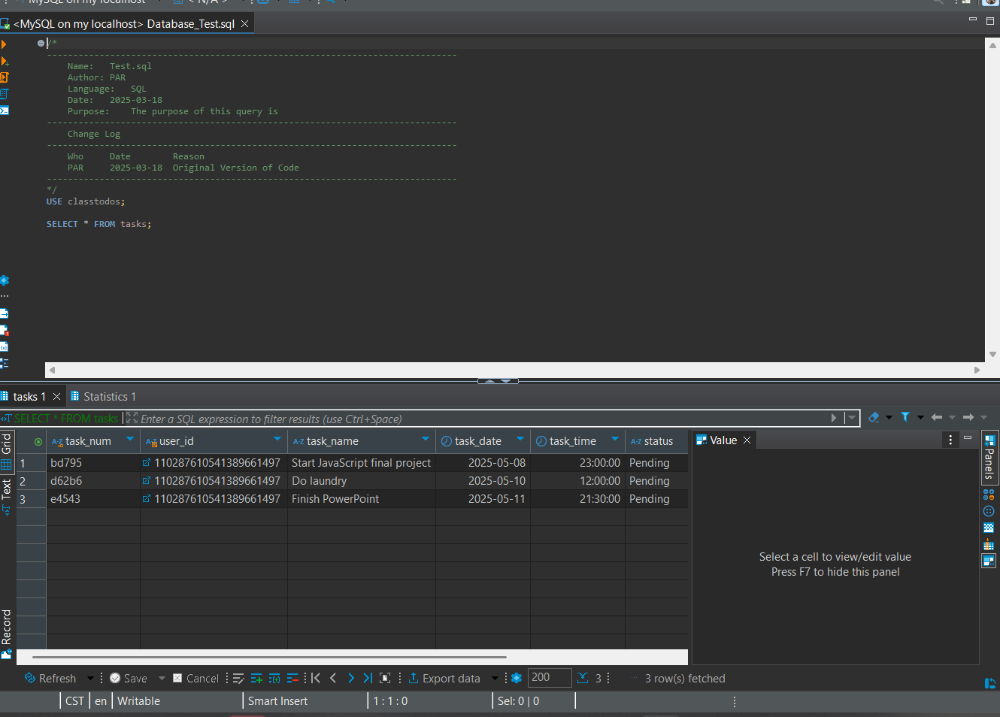 MySQL on my localhost < N/A >
<MySQL on my localhost> Database_Test.sql
/*
------------------------------------------------------------------------------
Name: Test.sql
Author: PAR
Language: SQL
Date: 2025-03-18
Purpose: The purpose of this query is
------------------------------------------------------------------------------
Change Log
------------------------------------------------------------------------------
Who Date Reason
PAR 2025-03-18 Original Version of Code
------------------------------------------------------------------------------
*/
USE classtodos;
SELECT * FROM tasks;
tasks 1 Statistics 1
SELECT * FROM tasks Enter a SQL expression to filter results (use Ctrl+Space)
Grid
Text
Record
task_num user_id task_name task_date task_time status
1 bd795 110287610541389661497 Start JavaScript final project 2025-05-08 23:00:00 Pending
2 d62b6 110287610541389661497 Do laundry 2025-05-10 12:00:00 Pending
3 e4543 110287610541389661497 Finish PowerPoint 2025-05-11 21:30:00 Pending
Value
Select a cell to view/edit value
Press F7 to hide this panel
Panels
Refresh Save Cancel Export data 200 3 3 row(s) fetched
CST en Writable Smart Insert 1 : 1 : 0 Sel: 0 | 0